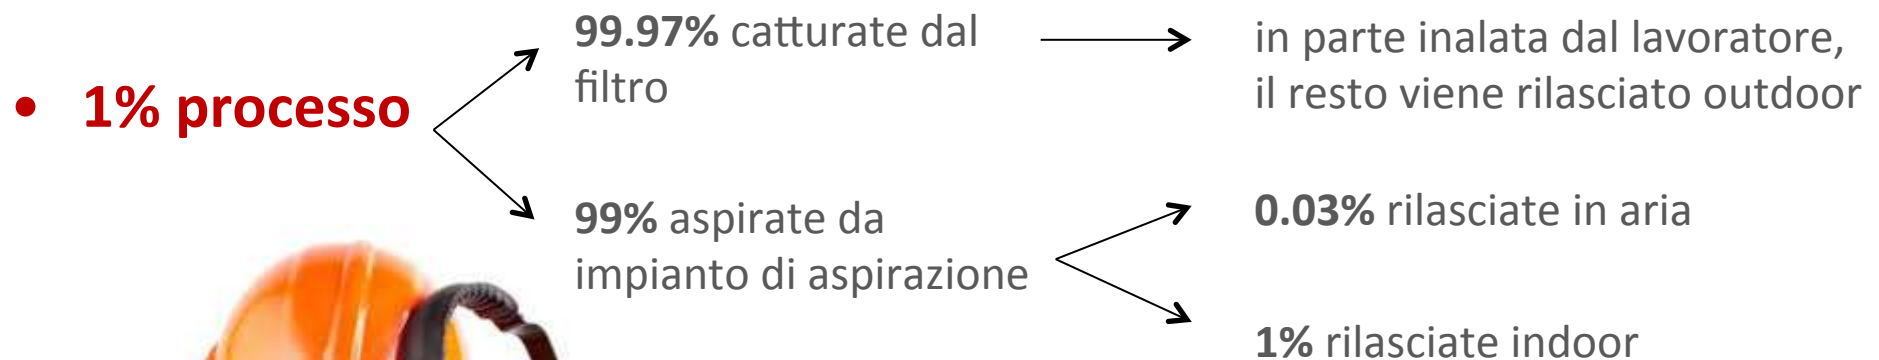 • 1% processo
99.97% catturate dal
filtro
in parte inalata dal lavoratore,
il resto viene rilasciato outdoor
99% aspirate da
impianto di aspirazione
0.03% rilasciate in aria
1% rilasciate indoor